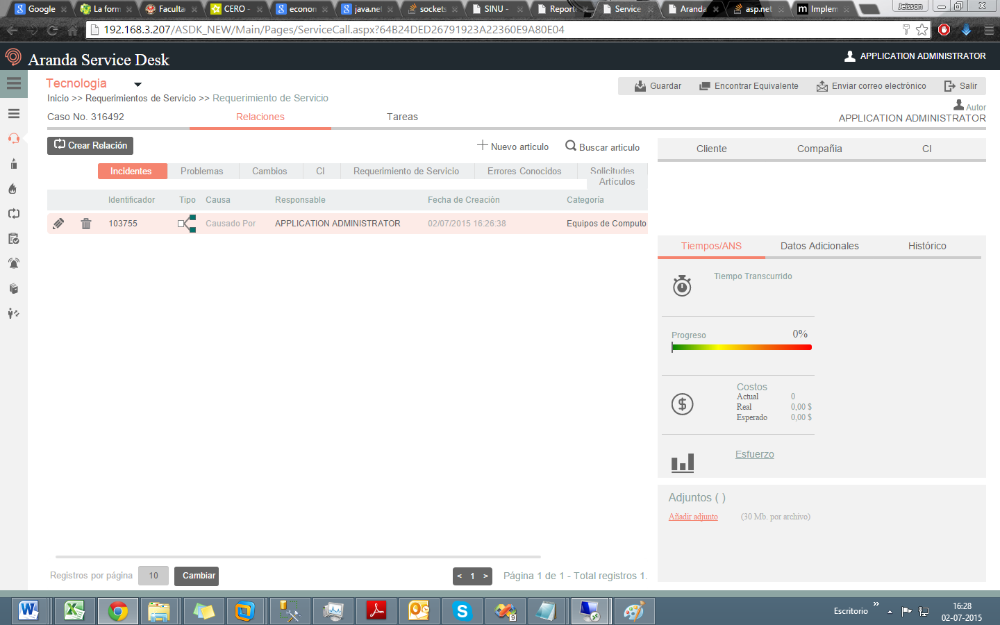 Google
La form
Faculta
CERO -
econon
java.ne
sockets
SINU -
Report
Service
Aranda
asp.net
Implem
Jeisson
192.168.3.207/ASDK_NEW/Main/Pages/ServiceCall.aspx?64B24DED26791923A22360E9A80E04
Aranda Service Desk
APPLICATION ADMINISTRATOR
Tecnologia
Guardar
Encontrar Equivalente
Enviar correo electrónico
Salir
Inicio >> Requerimientos de Servicio >> Requerimiento de Servicio
Autor
APPLICATION ADMINISTRATOR
Caso No. 316492
Relaciones
Tareas
Crear Relación
Nuevo articulo
Buscar articulo
Cliente
Compañia
CI
Incidentes
Problemas
Cambios
CI
Requerimiento de Servicio
Errores Conocidos
Solicitudes
Artículos
Identificador
Tipo
Causa
Responsable
Fecha de Creación
Categoría
103755
Causado Por
APPLICATION ADMINISTRATOR
02/07/2015 16:26:38
Equipos de Computo
Tiempos/ANS
Datos Adicionales
Histórico
Tiempo Transcurrido
Progreso
0%
Costos
Actual 0
Real 0,00 $
Esperado 0,00 $
Esfuerzo
Adjuntos ( )
Añadir adjunto
(30 Mb. por archivo)
Registros por página
10
Cambiar
< 1 >
Página 1 de 1 - Total registros 1.
Escritorio
16:28
02-07-2015